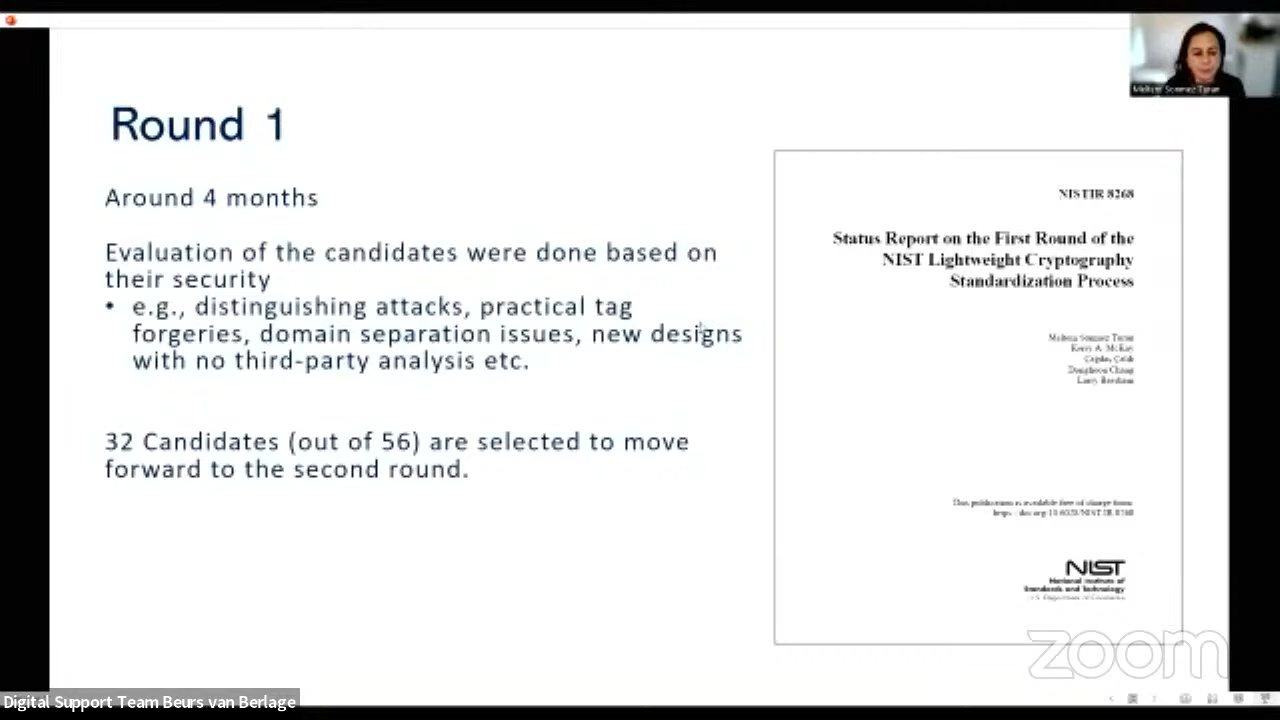 Meltem Sonmez Turan
Round 1
Around 4 months
Evaluation of the candidates were done based on
their security
• e.g., distinguishing attacks, practical tag
forgeries, domain separation issues, new designs
with no third-party analysis etc.
32 Candidates (out of 56) are selected to move
forward to the second round.
NISTIR 8268
Status Report on the First Round of the
NIST Lightweight Cryptography
Standardization Process
Meltem Sonmez Turan
Kerry A. McKay
Çağdaş Çalık
Donghoon Chang
Larry Bassham
This publication is available free of charge from:
https://doi.org/10.6028/NIST.IR.8268
NIST
National Institute of
Standards and Technology
U.S. Department of Commerce
zoom
Digital Support Team Beurs van Berlage